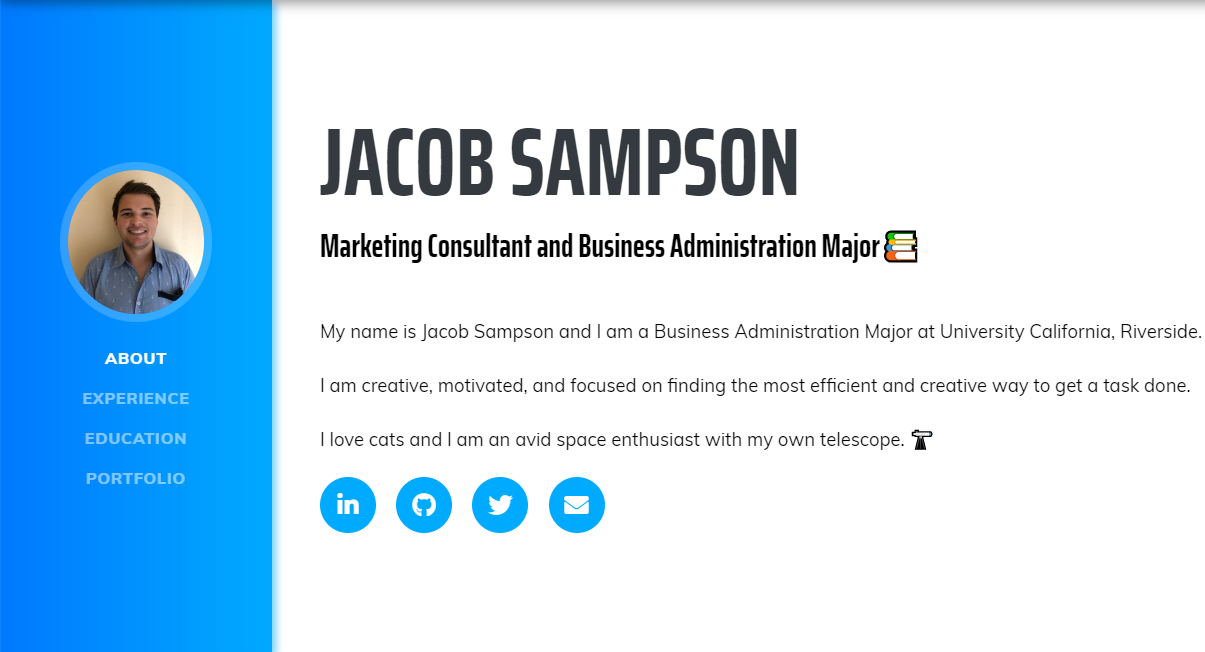 ABOUT
EXPERIENCE
EDUCATION
PORTFOLIO
JACOB SAMPSON
Marketing Consultant and Business Administration Major
My name is Jacob Sampson and I am a Business Administration Major at University California, Riverside.
I am creative, motivated, and focused on finding the most efficient and creative way to get a task done.
I love cats and I am an avid space enthusiast with my own telescope.
in